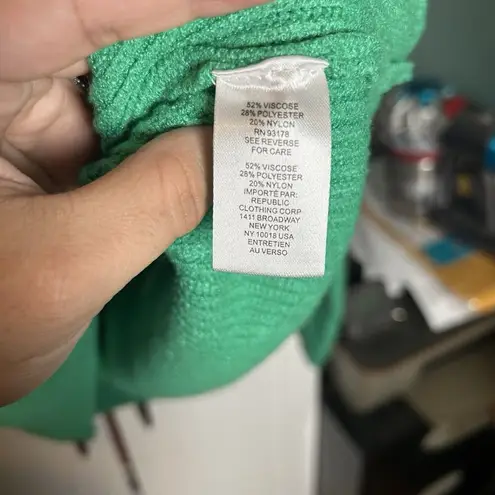 52% VISCOSE
28% POLYESTER
20% NYLON
RN 93178
SEE REVERSE
FOR CARE
52% VISCOSE
28% POLYESTER
20% NYLON
IMPORTÉ PAR:
REPUBLIC
CLOTHING CORP
1411 BROADWAY
NEW YORK
NY 10018 USA
ENTRETIEN
AU VERSO